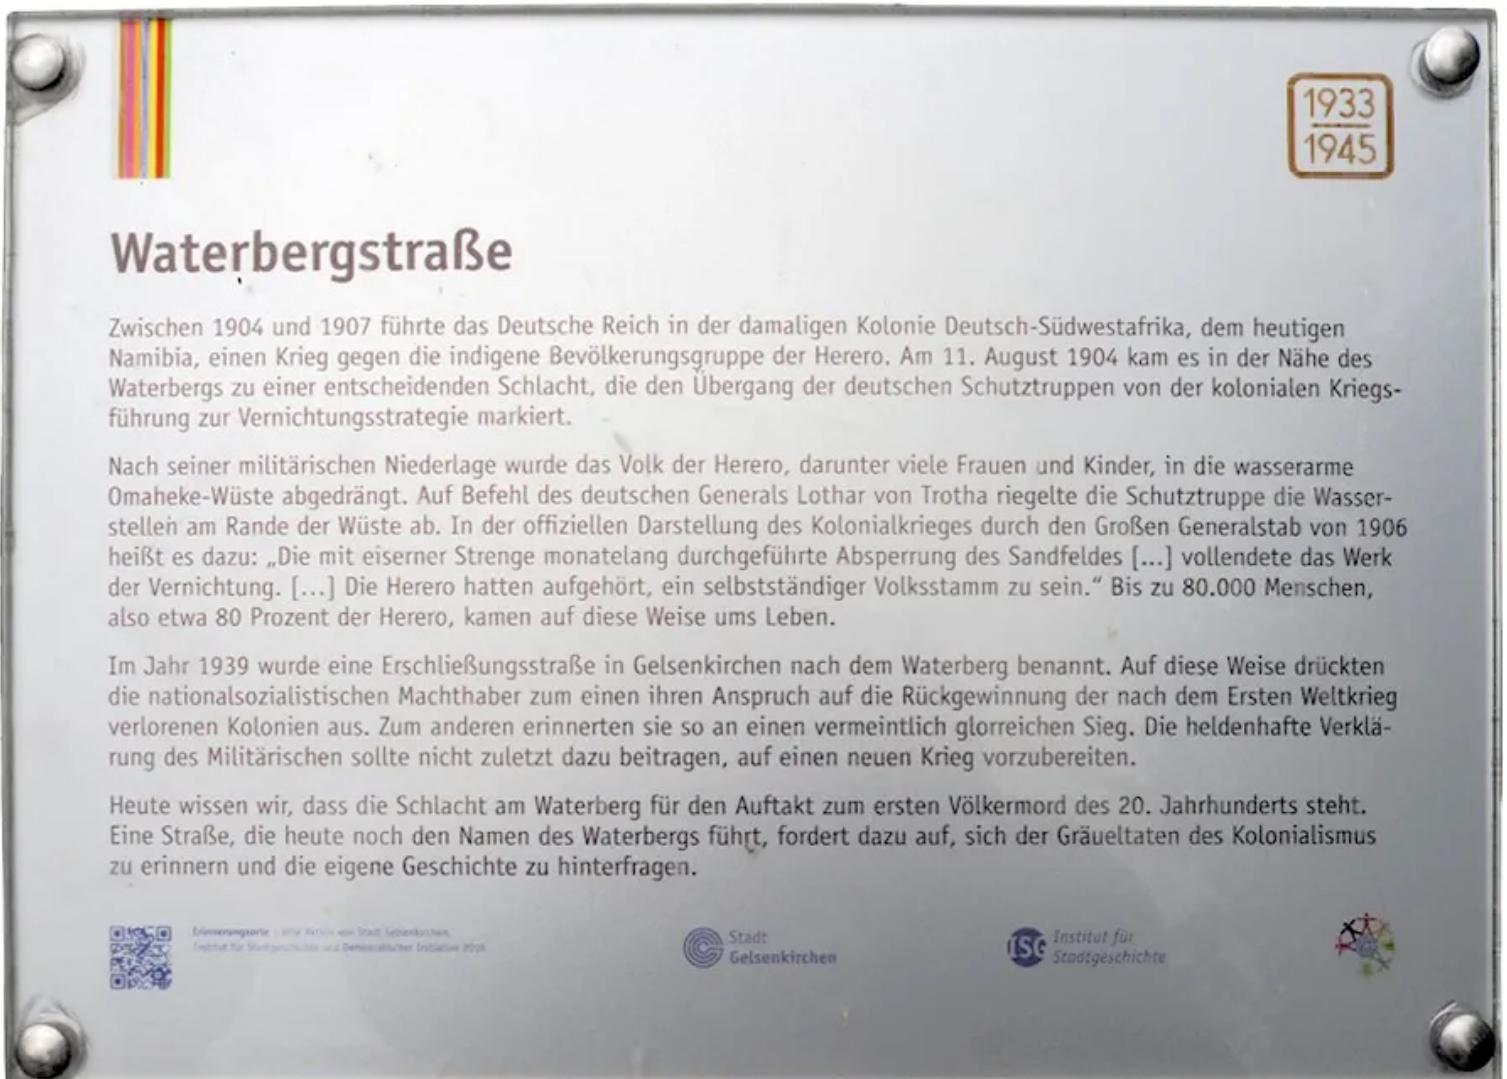 1933
1945
Waterbergstraße
Zwischen 1904 und 1907 führte das Deutsche Reich in der damaligen Kolonie Deutsch-Südwestafrika, dem heutigen
Namibia, einen Krieg gegen die indigene Bevölkerungsgruppe der Herero. Am 11. August 1904 kam es in der Nähe des
Waterbergs zu einer entscheidenden Schlacht, die den Übergang der deutschen Schutztruppen von der kolonialen Kriegs-
führung zur Vernichtungsstrategie markiert.
Nach seiner militärischen Niederlage wurde das Volk der Herero, darunter viele Frauen und Kinder, in die wasserarme
Omaheke-Wüste abgedrängt. Auf Befehl des deutschen Generals Lothar von Trotha riegelte die Schutztruppe die Wasser-
stellen am Rande der Wüste ab. In der offiziellen Darstellung des Kolonialkrieges durch den Großen Generalstab von 1906
heißt es dazu: „Die mit eiserner Strenge monatelang durchgeführte Absperrung des Sandfeldes [...] vollendete das Werk
der Vernichtung. [...] Die Herero hatten aufgehört, ein selbstständiger Volksstamm zu sein.“ Bis zu 80.000 Menschen,
also etwa 80 Prozent der Herero, kamen auf diese Weise ums Leben.
Im Jahr 1939 wurde eine Erschließungsstraße in Gelsenkirchen nach dem Waterberg benannt. Auf diese Weise drückten
die nationalsozialistischen Machthaber zum einen ihren Anspruch auf die Rückgewinnung der nach dem Ersten Weltkrieg
verlorenen Kolonien aus. Zum anderen erinnerten sie so an einen vermeintlich glorreichen Sieg. Die heldenhafte Verklä-
rung des Militärischen sollte nicht zuletzt dazu beitragen, auf einen neuen Krieg vorzubereiten.
Heute wissen wir, dass die Schlacht am Waterberg für den Auftakt zum ersten Völkermord des 20. Jahrhunderts steht.
Eine Straße, die heute noch den Namen des Waterbergs führt, fordert dazu auf, sich der Gräueltaten des Kolonialismus
zu erinnern und die eigene Geschichte zu hinterfragen.
Erinnerungsorte – eine Aktion von Stadt Gelsenkirchen,
Institut für Stadtgeschichte und Demokratischer Initiative
Stadt
Gelsenkirchen
ISG
Institut für
Stadtgeschichte